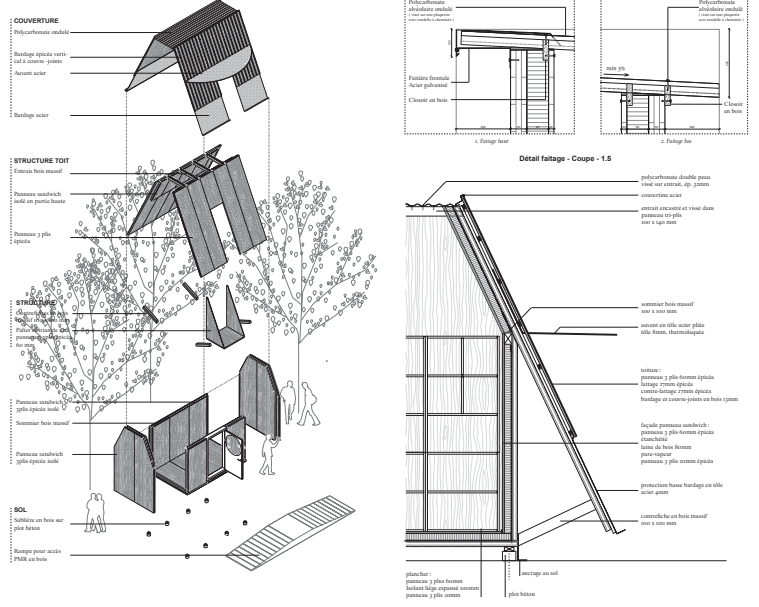 COUVERTURE
Polycarbonate ondulé
Bardage épicéa verti-
cal à couvre -joints
Auvent acier
Bardage acier
STRUCTURE TOIT
Entrais bois massif
Panneau sandwich
isolé en partie haute
Panneau 3 plis
épicéa
STRUCTURE
60 mm
Panneau sandwich
3plis épicéa isolé
Sommier bois massif
Panneau sandwich
3plis épicéa isolé
SOL
Sablière en bois sur
plot béton
Rampe pour accès
PMR en bois
Polycarbonate
alvéolaire ondulé
Faitière frontale
Acier galvanisé
Closoir en bois
1. Faitage haut
Polycarbonate
alvéolaire ondulé
min 5%
Closoir
en bois
2. Faitage bas
Détail faitage - Coupe - 1.5
polycarbonate double peau
vissé sur entrait, ép. 32mm
couvertine acier
entrait encastré et vissé dans
panneau tri-plis
100 x 140 mm
sommier bois massif
100 x 100 mm
auvent en tôle acier pliée
tôle 8mm, thermolaquée
toiture :
panneau 3 plis 60mm épicéa
lattage 27mm épicéa
contre-lattage 27mm épicéa
bardage et couvre-joints en bois 15mm
façade panneau sandwich :
panneau 3 plis 60mm épicéa
étanchéité
laine de bois 80mm
pare-vapeur
panneau 3 plis 20mm épicéa
protection basse bardage en tôle
acier 4mm
contrefiche en bois massif
100 x 100 mm
ancrage au sol
plancher :
panneau 3 plus 60mm
Isolant liège expansé 100mm
panneau 3 plis 20mm
plot béton